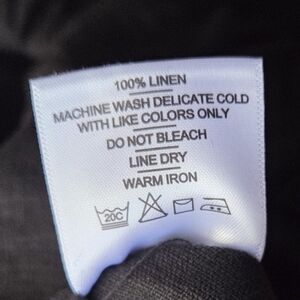 100% LINEN
MACHINE WASH DELICATE COLD
WITH LIKE COLORS ONLY
DO NOT BLEACH
LINE DRY
WARM IRON
20C